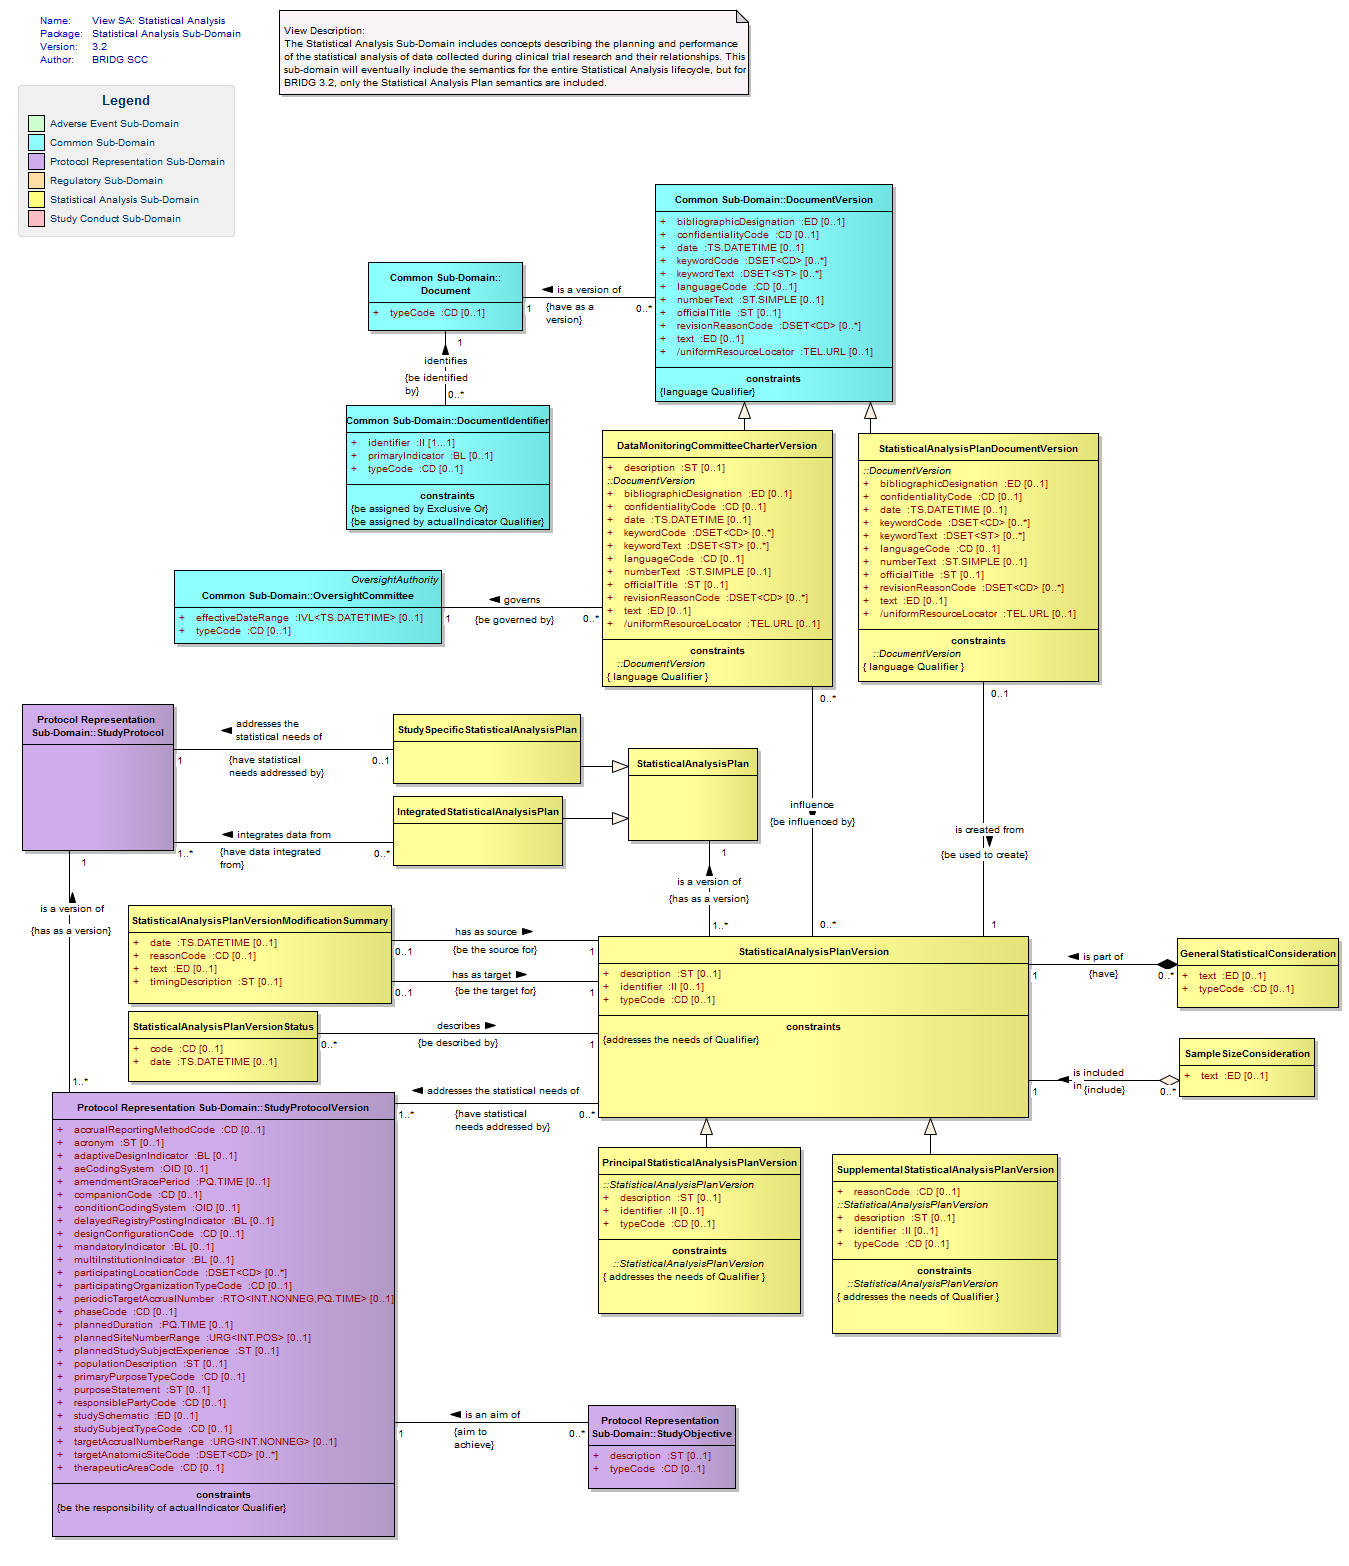 Name: View SA: Statistical Analysis
Package: Statistical Analysis Sub-Domain
Version: 3.2
Author: BRIDG SCC
View Description:
The Statistical Analysis Sub-Domain includes concepts describing the planning and performance
of the statistical analysis of data collected during clinical trial research and their relationships. This
sub-domain will eventually include the semantics for the entire Statistical Analysis lifecycle, but for
BRIDG 3.2, only the Statistical Analysis Plan semantics are included.
Legend
Adverse Event Sub-Domain
Common Sub-Domain
Protocol Representation Sub-Domain
Regulatory Sub-Domain
Statistical Analysis Sub-Domain
Study Conduct Sub-Domain
Common Sub-Domain::DocumentVersion
+ bibliographicDesignation :ED [0..1]
+ confidentialityCode :CD [0..1]
+ date :TS.DATETIME [0..1]
+ keywordCode :DSET<CD> [0..*]
+ keywordText :DSET<ST> [0..*]
+ languageCode :CD [0..1]
+ numberText :ST.SIMPLE [0..1]
+ officialTitle :ST [0..1]
+ revisionReasonCode :DSET<CD> [0..*]
+ text :ED [0..1]
+ /uniformResourceLocator :TEL.URL [0..1]
constraints
{language Qualifier}
Common Sub-Domain::
Document
+ typeCode :CD [0..1]
is a version of
{have as a
version}
1
0..*
1
identifies
{be identified
by}
0..*
Common Sub-Domain::DocumentIdentifier
+ identifier :II [1...1]
+ primaryIndicator :BL [0..1]
+ typeCode :CD [0..1]
constraints
{be assigned by Exclusive Or}
{be assigned by actualIndicator Qualifier}
DataMonitoringCommitteeCharterVersion
+ description :ST [0..1]
::DocumentVersion
+ bibliographicDesignation :ED [0..1]
+ confidentialityCode :CD [0..1]
+ date :TS.DATETIME [0..1]
+ keywordCode :DSET<CD> [0..*]
+ keywordText :DSET<ST> [0..*]
+ languageCode :CD [0..1]
+ numberText :ST.SIMPLE [0..1]
+ officialTitle :ST [0..1]
+ revisionReasonCode :DSET<CD> [0..*]
+ text :ED [0..1]
+ /uniformResourceLocator :TEL.URL [0..1]
constraints
::DocumentVersion
{ language Qualifier }
StatisticalAnalysisPlanDocumentVersion
::DocumentVersion
+ bibliographicDesignation :ED [0..1]
+ confidentialityCode :CD [0..1]
+ date :TS.DATETIME [0..1]
+ keywordCode :DSET<CD> [0..*]
+ keywordText :DSET<ST> [0..*]
+ languageCode :CD [0..1]
+ numberText :ST.SIMPLE [0..1]
+ officialTitle :ST [0..1]
+ revisionReasonCode :DSET<CD> [0..*]
+ text :ED [0..1]
+ /uniformResourceLocator :TEL.URL [0..1]
constraints
::DocumentVersion
{ language Qualifier }
OversightAuthority
Common Sub-Domain::OversightCommittee
+ effectiveDateRange :IVL<TS.DATETIME> [0..1]
+ typeCode :CD [0..1]
governs
{be governed by}
1
0..*
0..*
influence
{be influenced by}
0..*
0..1
is created from
{be used to create}
1
Protocol Representation
Sub-Domain::StudyProtocol
addresses the
statistical needs of
{have statistical
needs addressed by}
1
0..1
StudySpecificStatisticalAnalysisPlan
StatisticalAnalysisPlan
IntegratedStatisticalAnalysisPlan
integrates data from
{have data integrated
from}
1..*
0..*
1
is a version of
{has as a version}
1..*
1
is a version of
{has as a version}
1..*
StatisticalAnalysisPlanVersionModificationSummary
+ date :TS.DATETIME [0..1]
+ reasonCode :CD [0..1]
+ text :ED [0..1]
+ timingDescription :ST [0..1]
has as source
{be the source for}
0..1
1
has as target
{be the target for}
0..1
1
StatisticalAnalysisPlanVersion
+ description :ST [0..1]
+ identifier :II [0..1]
+ typeCode :CD [0..1]
constraints
{addresses the needs of Qualifier}
GeneralStatisticalConsideration
+ text :ED [0..1]
+ typeCode :CD [0..1]
is part of
{have}
1
0..*
StatisticalAnalysisPlanVersionStatus
+ code :CD [0..1]
+ date :TS.DATETIME [0..1]
describes
{be described by}
0..*
1
SampleSizeConsideration
+ text :ED [0..1]
is included
in
{include}
1
0..*
addresses the statistical needs of
{have statistical
needs addressed by}
1..*
0..*
Protocol Representation Sub-Domain::StudyProtocolVersion
+ accrualReportingMethodCode :CD [0..1]
+ acronym :ST [0..1]
+ adaptiveDesignIndicator :BL [0..1]
+ aeCodingSystem :OID [0..1]
+ amendmentGracePeriod :PQ.TIME [0..1]
+ companionCode :CD [0..1]
+ conditionCodingSystem :OID [0..1]
+ delayedRegistryPostingIndicator :BL [0..1]
+ designConfigurationCode :CD [0..1]
+ mandatoryIndicator :BL [0..1]
+ multiInstitutionIndicator :BL [0..1]
+ participatingLocationCode :DSET<CD> [0..*]
+ participatingOrganizationTypeCode :CD [0..1]
+ periodicTargetAccrualNumber :RTO<INT.NONNEG,PQ.TIME> [0..1]
+ phaseCode :CD [0..1]
+ plannedDuration :PQ.TIME [0..1]
+ plannedSiteNumberRange :URG<INT.POS> [0..1]
+ plannedStudySubjectExperience :ST [0..1]
+ populationDescription :ST [0..1]
+ primaryPurposeTypeCode :CD [0..1]
+ purposeStatement :ST [0..1]
+ responsiblePartyCode :CD [0..1]
+ studySchematic :ED [0..1]
+ studySubjectTypeCode :CD [0..1]
+ targetAccrualNumberRange :URG<INT.NONNEG> [0..1]
+ targetAnatomicSiteCode :DSET<CD> [0..*]
+ therapeuticAreaCode :CD [0..1]
constraints
{be the responsibility of actualIndicator Qualifier}
PrincipalStatisticalAnalysisPlanVersion
::StatisticalAnalysisPlanVersion
+ description :ST [0..1]
+ identifier :II [0..1]
+ typeCode :CD [0..1]
constraints
::StatisticalAnalysisPlanVersion
{ addresses the needs of Qualifier }
SupplementalStatisticalAnalysisPlanVersion
+ reasonCode :CD [0..1]
::StatisticalAnalysisPlanVersion
+ description :ST [0..1]
+ identifier :II [0..1]
+ typeCode :CD [0..1]
constraints
::StatisticalAnalysisPlanVersion
{ addresses the needs of Qualifier }
is an aim of
{aim to
achieve}
1
0..*
Protocol Representation
Sub-Domain::StudyObjective
+ description :ST [0..1]
+ typeCode :CD [0..1]